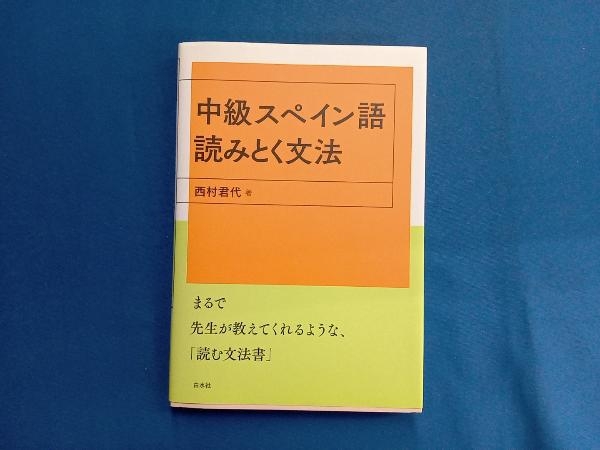 中級スペイン語
読みとく文法
西村君代 著
まるで
先生が教えてくれるような、
「読む文法書」
白水社